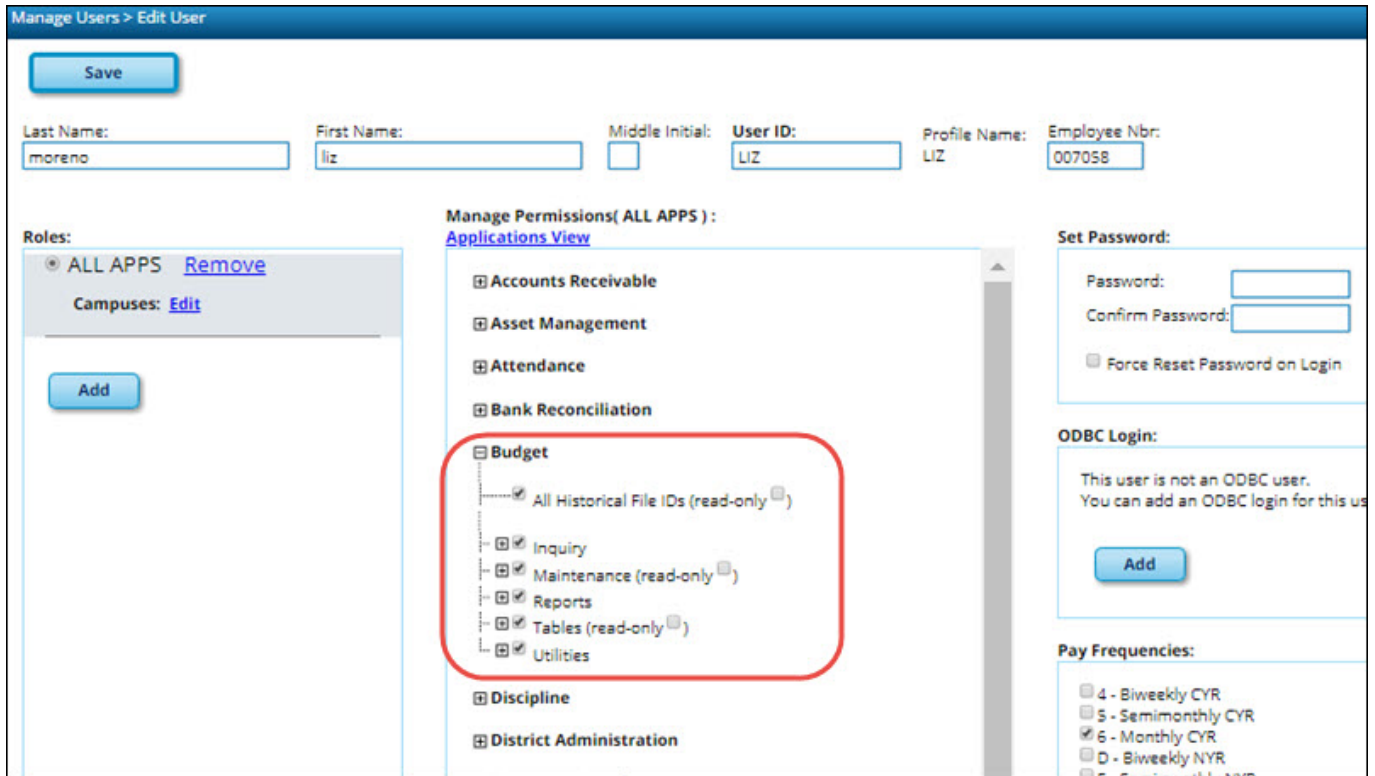 Manage Users > Edit User
Save
Last Name: First Name: Middle Initial: User ID: Profile Name: Employee Nbr:
moreno liz LIZ LIZ 007058
Roles:
ALL APPS Remove
Campuses: Edit
Add
Manage Permissions( ALL APPS ) :
Applications View
Accounts Receivable
Asset Management
Attendance
Bank Reconciliation
Budget
All Historical File IDs (read-only )
Inquiry
Maintenance (read-only )
Reports
Tables (read-only )
Utilities
Discipline
District Administration
Set Password:
Password:
Confirm Password:
Force Reset Password on Login
ODBC Login:
This user is not an ODBC user.
You can add an ODBC login for this us
Add
Pay Frequencies:
4 - Biweekly CYR
5 - Semimonthly CYR
6 - Monthly CYR
D - Biweekly NYR